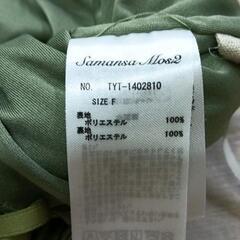 Samansa Mos2
NO. TYT-1402810
SIZE F
表地
ポリエステル 100%
裏地
ポリエステル 100%